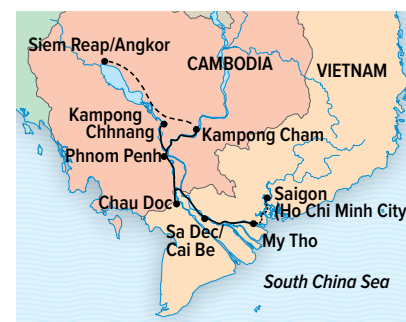 Siem Reap/Angkor
CAMBODIA
VIETNAM
Kampong
Chhnang
Kampong Cham
Phnom Penh
Chau Doc
Saigon
(Ho Chi Minh City
Sa Dec/
Cai Be
My Tho
South China Sea